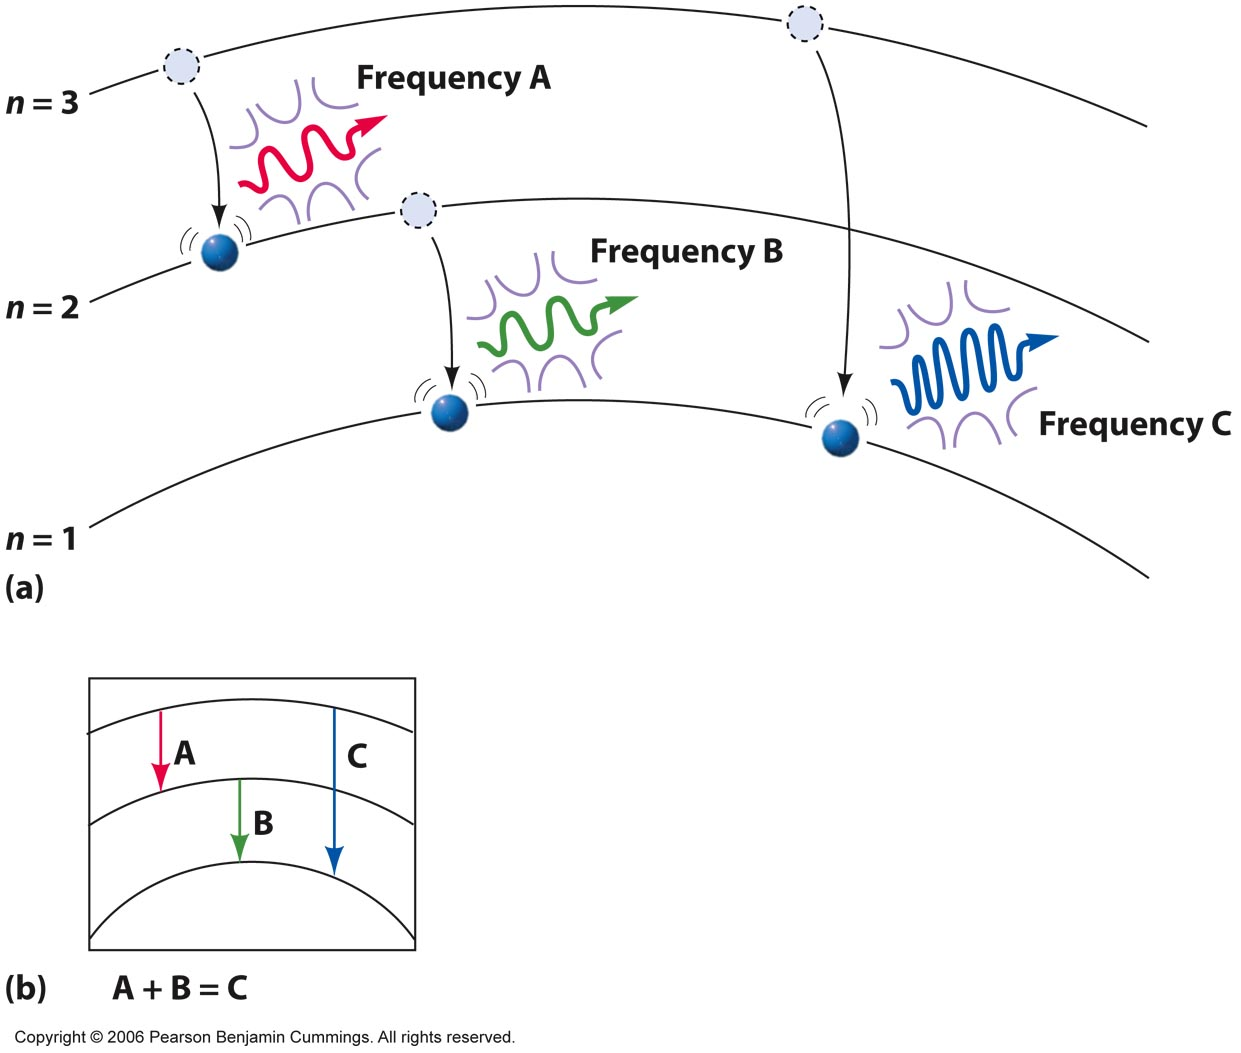 Frequency A
n = 3
Frequency B
n = 2
Frequency C
n = 1
(a)
A
C
B
(b) A + B = C
Copyright © 2006 Pearson Benjamin Cummings. All rights reserved.